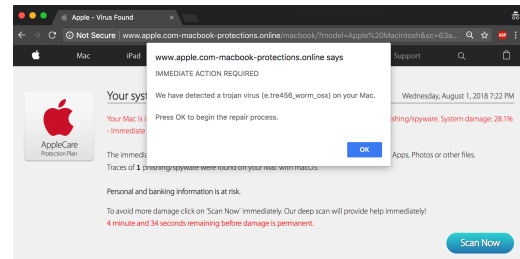 Apple - Virus Found
Not Secure | www.apple.com-macbook-protections.online/macbook/?model=Apple%20Macintosh&sc=63a...
Mac
iPad
Support
www.apple.com-macbook-protections.online says
IMMEDIATE ACTION REQUIRED
We have detected a trojan virus (e.tre456_worm_osx) on your Mac.
Press OK to begin the repair process.
OK
AppleCare
Protection Plan
Your syst
Wednesday, August 1, 2018 7:22 PM
Your Mac is i
shing/spyware. System damage: 28.1%
- Immediate
The immedia
Apps, Photos or other files.
Traces of 1 phishing/spyware were found on your Mac with macOS.
Personal and banking information is at risk.
To avoid more damage click on 'Scan Now' immediately. Our deep scan will provide help immediately!
4 minute and 34 seconds remaining before damage is permanent.
Scan Now